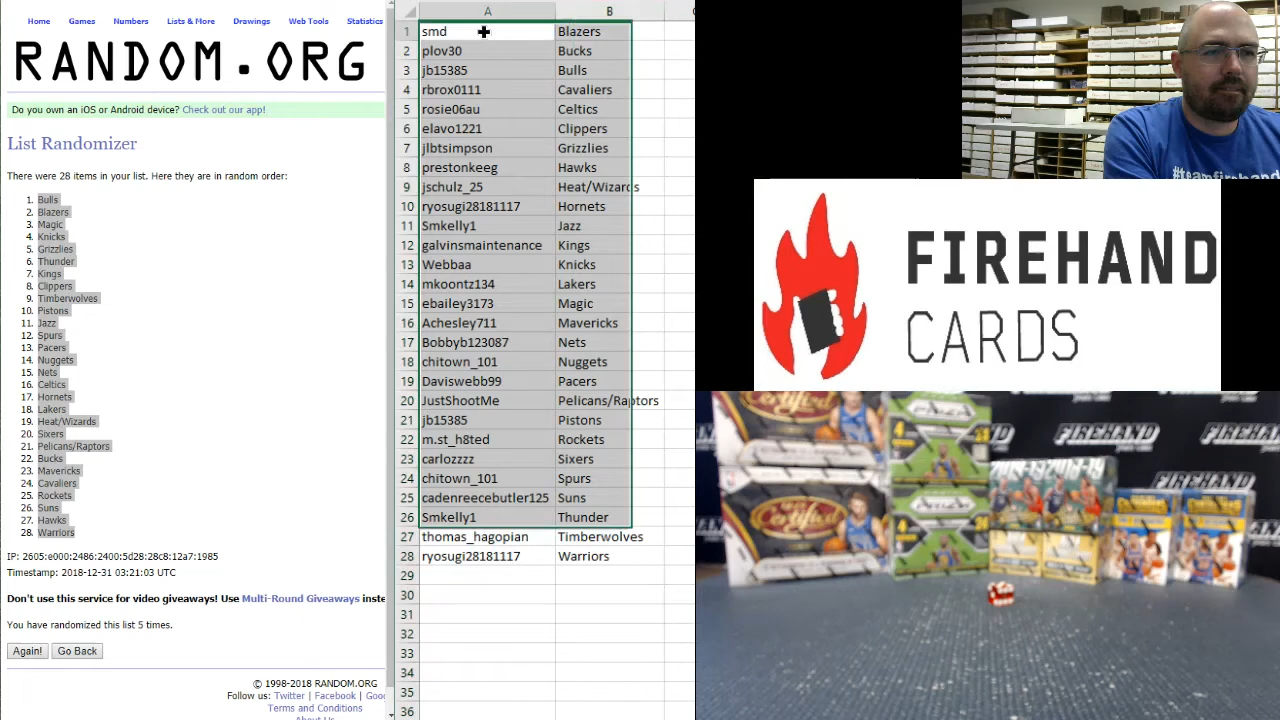 Home Games Numbers Lists & More Drawings Web Tools Statistics
RANDOM.ORG
Do you own an iOS or Android device? Check out our app!
List Randomizer
There were 28 items in your list. Here they are in random order:
1. Bulls
2. Blazers
3. Magic
4. Knicks
5. Grizzlies
6. Thunder
7. Kings
8. Clippers
9. Timberwolves
10. Pistons
11. Jazz
12. Spurs
13. Pacers
14. Nuggets
15. Nets
16. Celtics
17. Hornets
18. Lakers
19. Heat/Wizards
20. Sixers
21. Pelicans/Raptors
22. Bucks
23. Mavericks
24. Cavaliers
25. Rockets
26. Suns
27. Hawks
28. Warriors
IP: 2605:e000:2486:2400:5d28:28c8:12a7:1985
Timestamp: 2018-12-31 03:21:03 UTC
Don't use this service for video giveaways! Use Multi-Round Giveaways inste
You have randomized this list 5 times.
Again! Go Back
© 1998-2018 RANDOM.ORG
Follow us: Twitter | Facebook | Goo
Terms and Conditions
About Us
A B
1 smd Blazers
2 plov30 Bucks
3 jb15385 Bulls
4 rbrox0111 Cavaliers
5 rosie06au Celtics
6 elavo1221 Clippers
7 jlbtsimpson Grizzlies
8 prestonkeeg Hawks
9 jschulz_25 Heat/Wizards
10 ryosugi28181117 Hornets
11 Smkelly1 Jazz
12 galvinsmaintenance Kings
13 Webbaa Knicks
14 mkoontz134 Lakers
15 ebailey3173 Magic
16 Achesley711 Mavericks
17 Bobbyb123087 Nets
18 chitown_101 Nuggets
19 Daviswebb99 Pacers
20 JustShootMe Pelicans/Raptors
21 jb15385 Pistons
22 m.st_h8ted Rockets
23 carlozzzz Sixers
24 chitown_101 Spurs
25 cadenreecebutler125 Suns
26 Smkelly1 Thunder
27 thomas_hagopian Timberwolves
28 ryosugi28181117 Warriors
29
30
31
32
33
34
35
36
#teamfirehand
FIREHAND
CARDS
Certified
PRIZM
FIREHAND
Certified
PRIZM